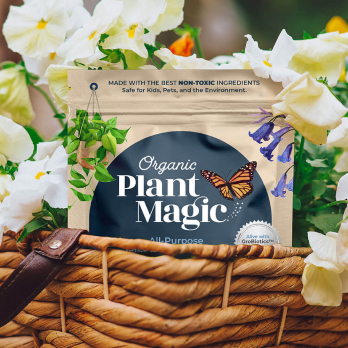 MADE WITH THE BEST NON-TOXIC INGREDIENTS
Safe for Kids, Pets, and the Environment.
Organic
Plant
Magic
All-Purpose
Alive with
GroBiotics™